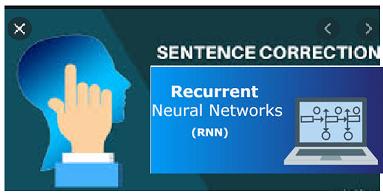 SENTENCE CORRECTION
Recurrent
Neural Networks
(RNN)